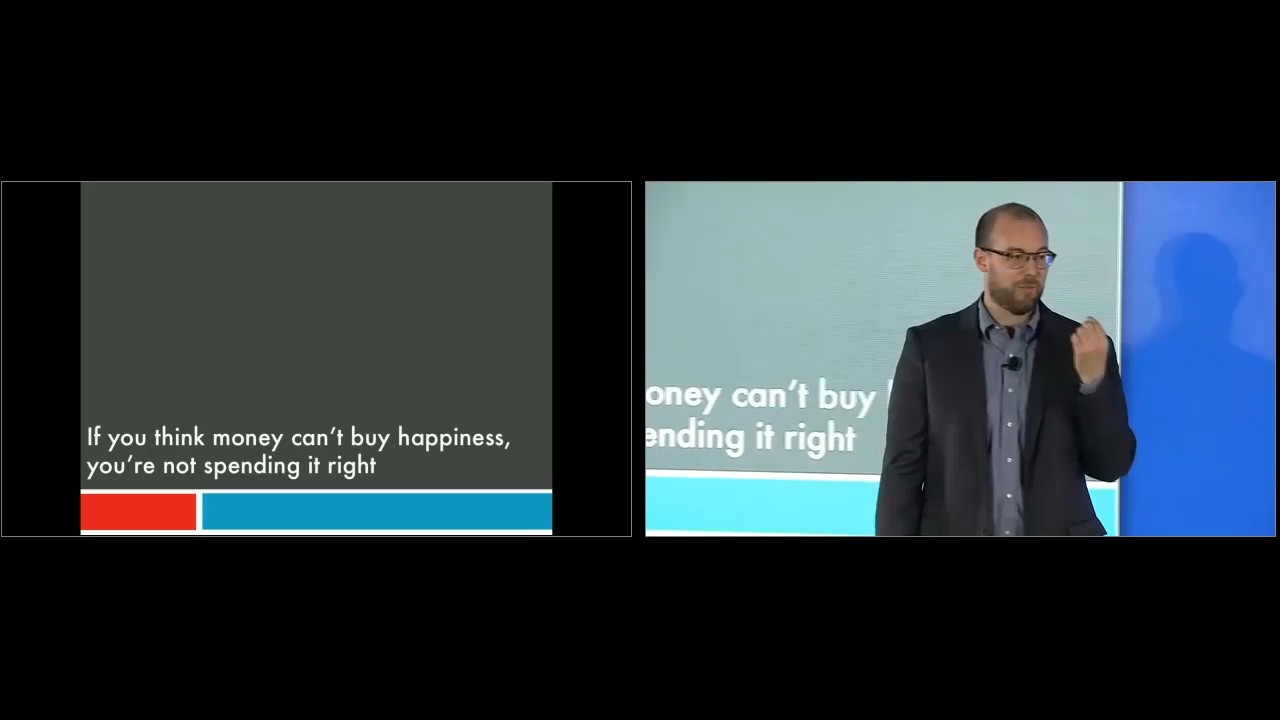 If you think money can't buy happiness,
you're not spending it right
oney can't buy
ending it right